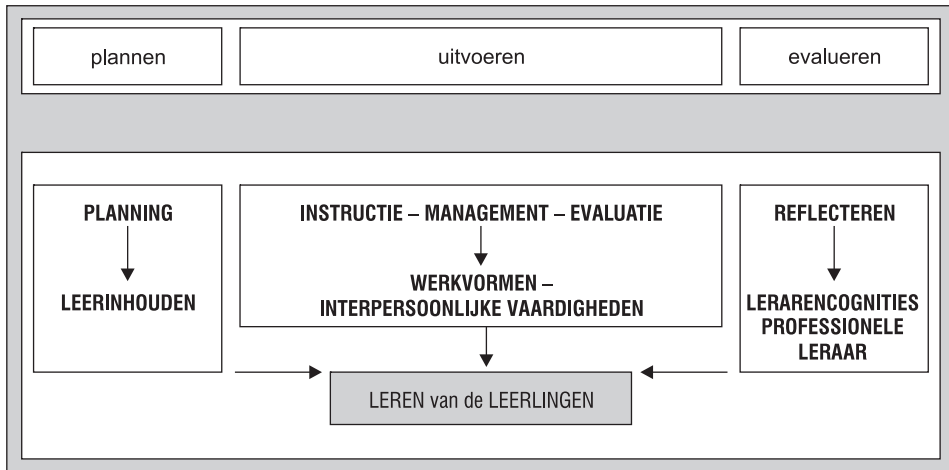 plannen
uitvoeren
evalueren
PLANNING
LEERINHOUDEN
INSTRUCTIE – MANAGEMENT – EVALUATIE
WERKVORMEN –
INTERPERSOONLIJKE VAARDIGHEDEN
REFLECTEREN
LERARENCOGNITIES
PROFESSIONELE
LERAAR
LEREN van de LEERLINGEN